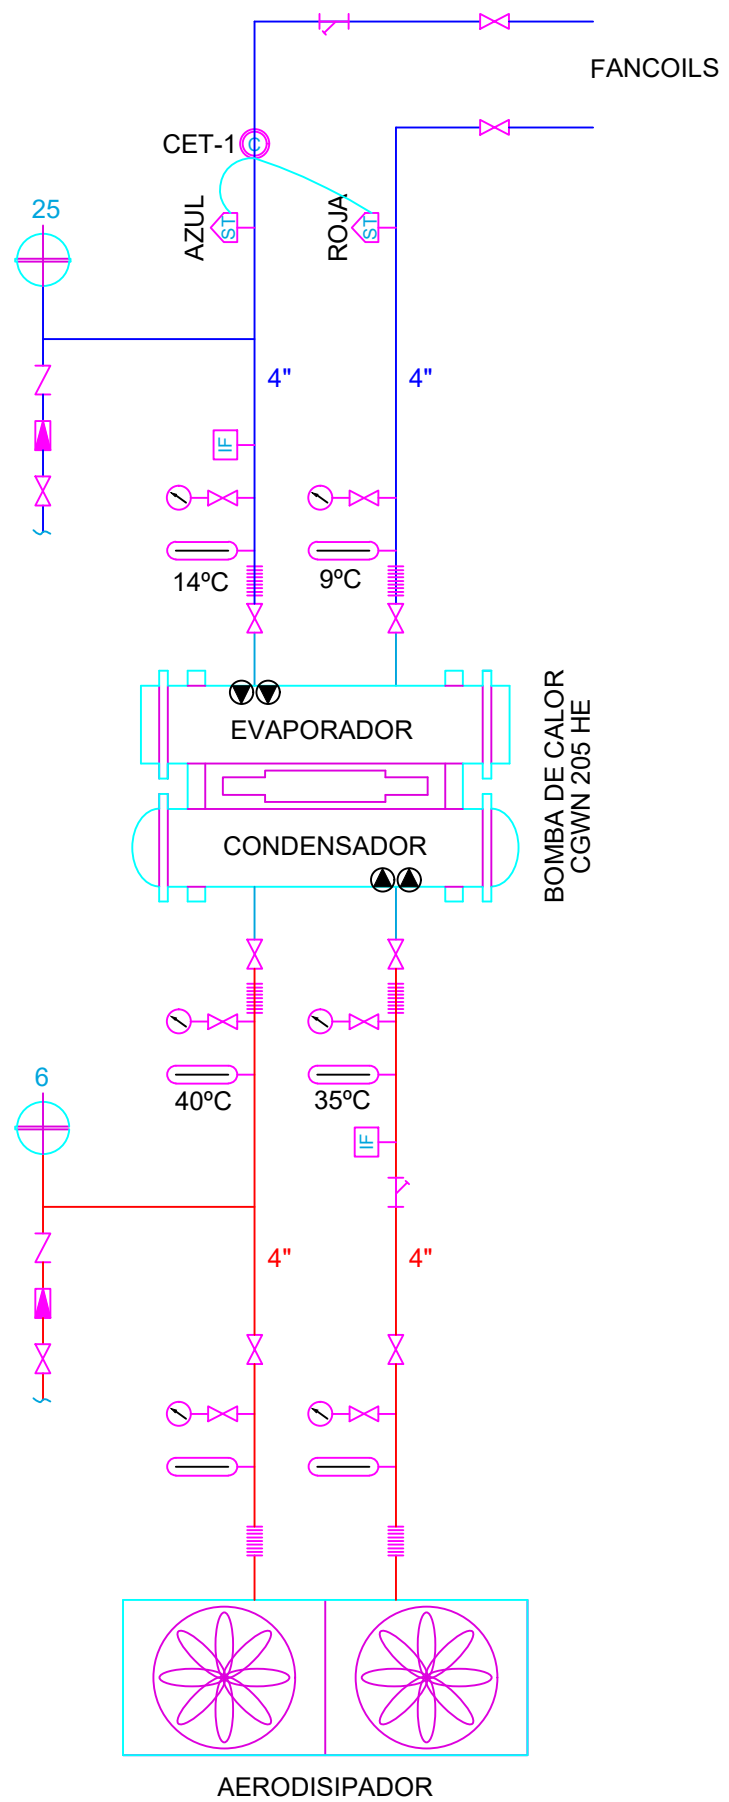 FANCOILS
CET-1
C
AZUL
ST
ROJA
ST
25
4"
4"
IF
14ºC
9ºC
EVAPORADOR
BOMBA DE CALOR
CGWN 205 HE
CONDENSADOR
40ºC
35ºC
6
IF
4"
4"
AERODISIPADOR